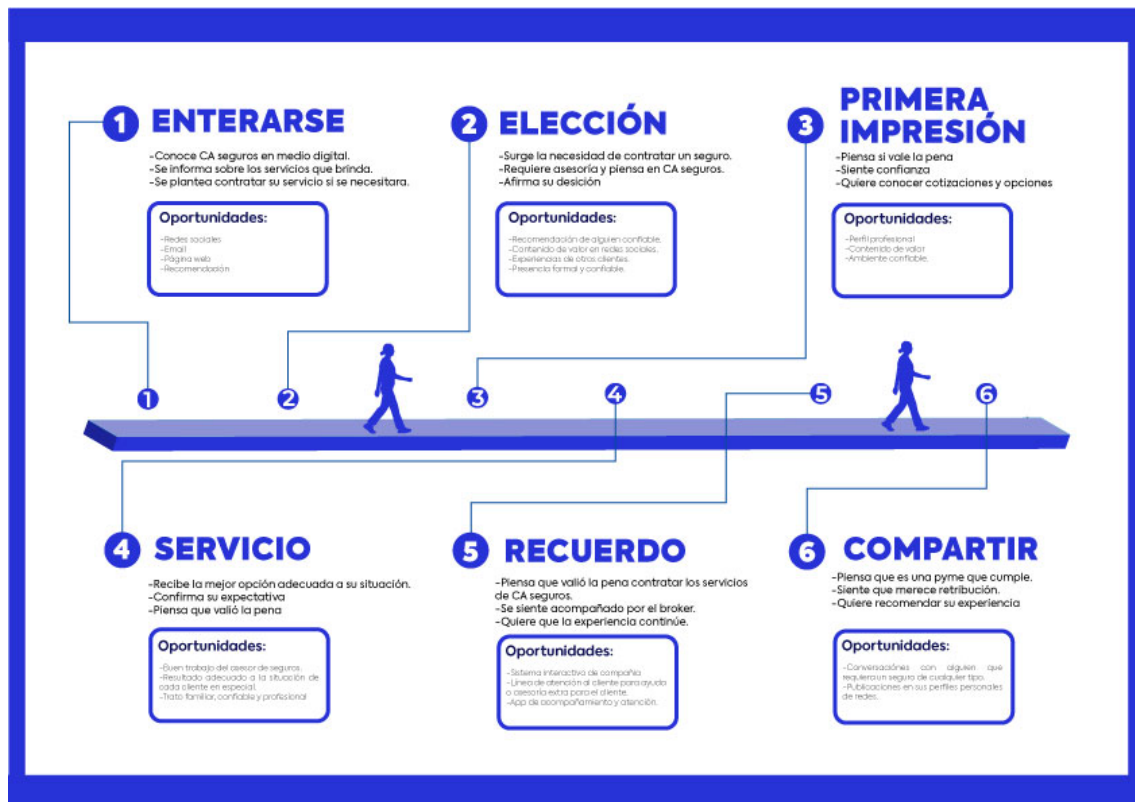 1 ENTERARSE
-Conoce CA seguros en medio digital.
-Se informa sobre los servicios que brinda.
-Se plantea contratar su servicio si se necesitara.
Oportunidades:
-Redes sociales
-Email
-Página web
-Recomendación
2 ELECCIÓN
-Surge la necesidad de contratar un seguro.
-Requiere asesoría y piensa en CA seguros.
-Afirma su desición
Oportunidades:
-Recomendación de alguien confiable.
-Contenido de valor en redes sociales.
-Experiencias de otros clientes.
-Presencia formal y confiable.
3 PRIMERA
IMPRESIÓN
-Piensa si vale la pena
-Siente confianza
-Quiere conocer cotizaciones y opciones
Oportunidades:
-Perfil profesional
-Contenido de valor
-Ambiente confiable.
1 2 3 4 5 6
4 SERVICIO
-Recibe la mejor opción adecuada a su situación.
-Confirma su expectativa
-Piensa que valió la pena
Oportunidades:
-Buen trabajo del asesor de seguros.
-Resultado adecuado a la situación de
cada cliente en especial.
-Trato familiar, confiable y profesional
5 RECUERDO
-Piensa que valió la pena contratar los servicios
de CA seguros.
-Se siente acompañado por el broker.
-Quiere que la experiencia continúe.
Oportunidades:
-Sistema interactivo de compañia
-Linea de atención al cliente para ayuda
o asesoría extra para el cliente.
-App de acompañamiento y atención.
6 COMPARTIR
-Piensa que es una pyme que cumple.
-Siente que merece retribución.
-Quiere recomendar su experiencia
Oportunidades:
-Conversaciónes con alguien que
requiera un seguro de cualquier tipo.
-Publicaciones en sus perfiles personales
de redes.